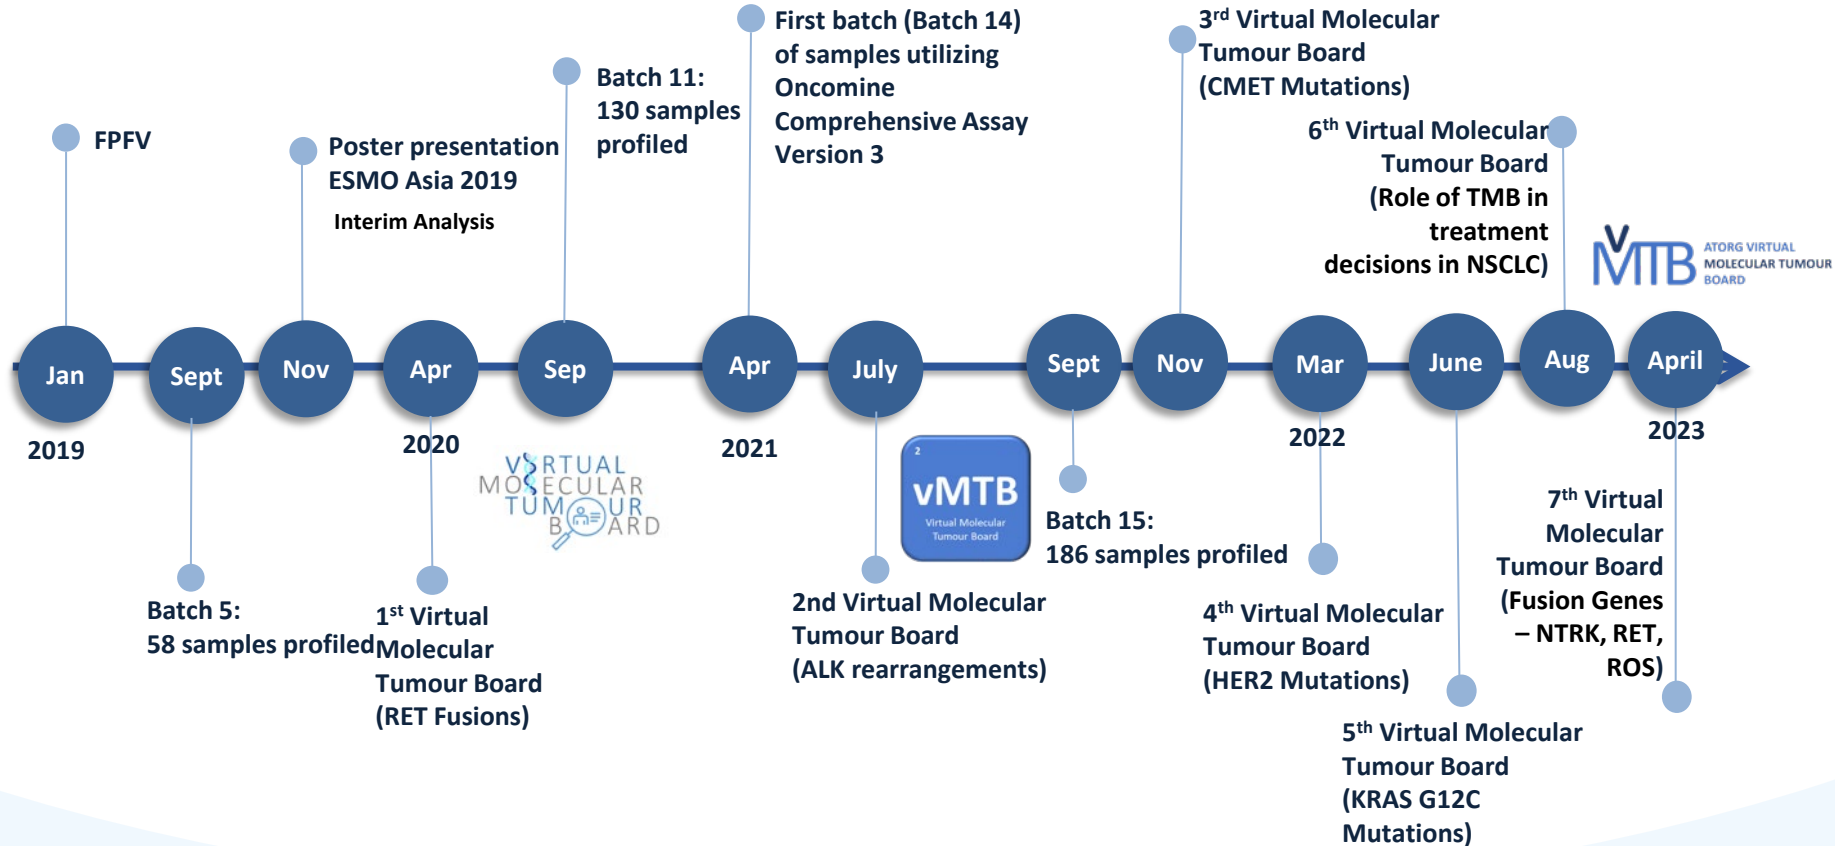 FPFV
Poster presentation
ESMO Asia 2019
Interim Analysis
Batch 11:
130 samples
profiled
First batch (Batch 14)
of samples utilizing
Oncomine
Comprehensive Assay
Version 3
3rd Virtual Molecular
Tumour Board
(CMET Mutations)
6th Virtual Molecular
Tumour Board
(Role of TMB in
treatment
decisions in NSCLC)
VMTB
ATORG VIRTUAL
MOLECULAR TUMOUR
BOARD
Jan
Sept
Nov
Apr
Sep
Apr
July
Sept
Nov
Mar
June
Aug
April
2019
2020
2021
2022
2023
VIRTUAL
MOLECULAR
TUMOUR
BOARD
2
vMTB
Virtual Molecular
Tumour Board
Batch 5:
58 samples profiled
1st Virtual
Molecular
Tumour Board
(RET Fusions)
2nd Virtual Molecular
Tumour Board
(ALK rearrangements)
Batch 15:
186 samples profiled
4th Virtual Molecular
Tumour Board
(HER2 Mutations)
5th Virtual Molecular
Tumour Board
(KRAS G12C
Mutations)
7th Virtual
Molecular
Tumour Board
(Fusion Genes
– NTRK, RET,
ROS)